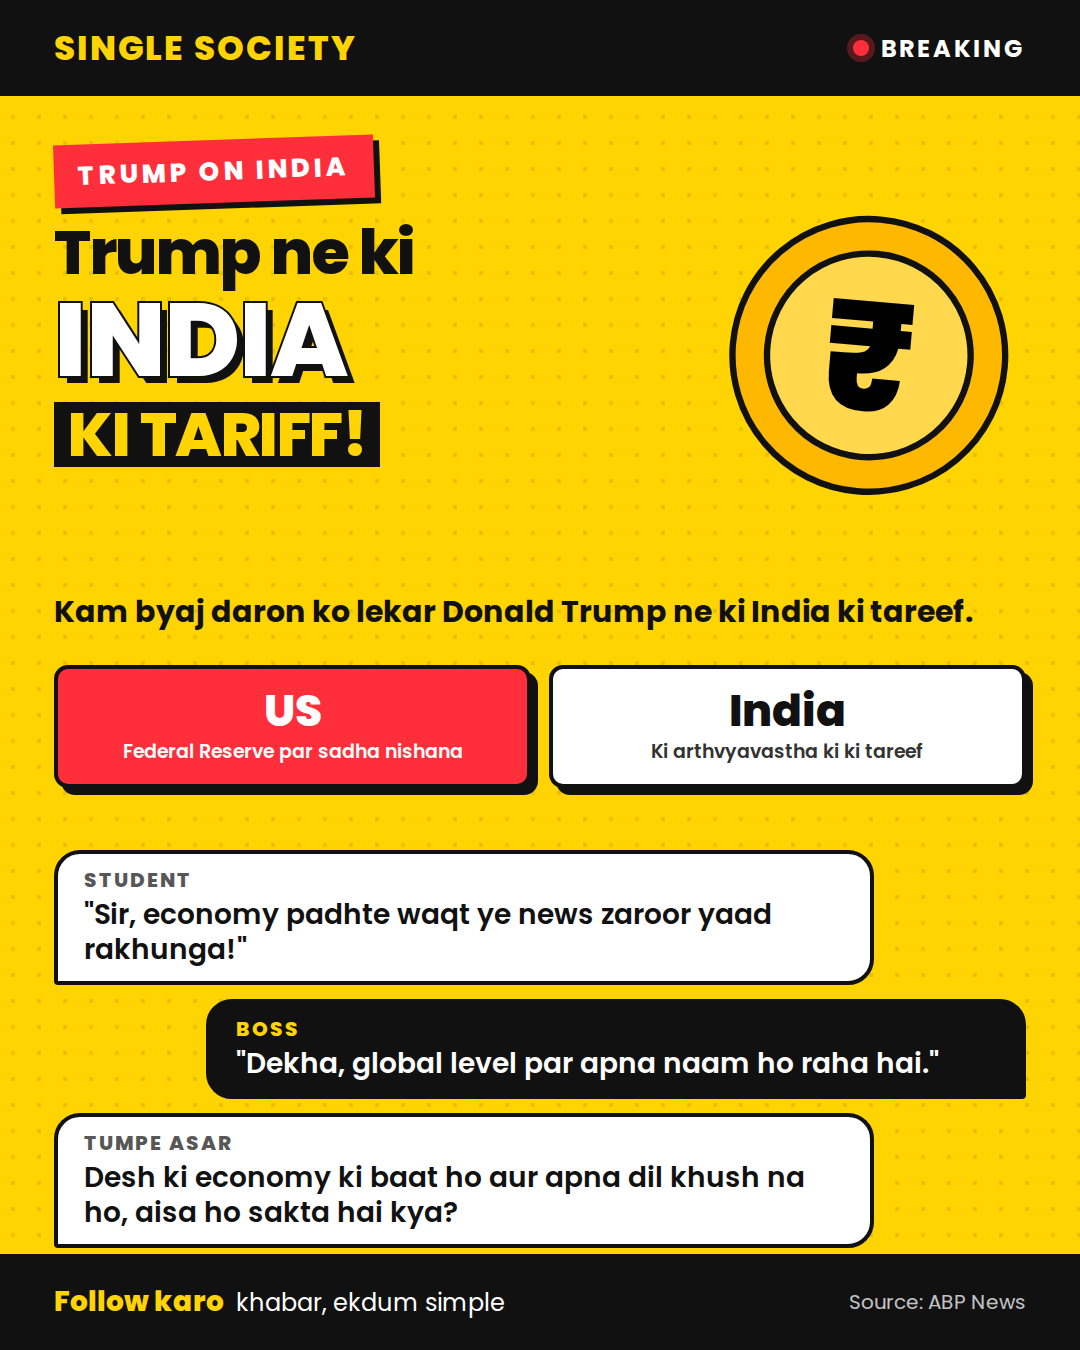 SINGLE SOCIETY
BREAKING
TRUMP ON INDIA
Trump ne ki
INDIA
KI TARIFF!
₹
Kam byaj daron ko lekar Donald Trump ne ki India ki tareef.
US
Federal Reserve par sadha nishana
India
Ki arthvyavastha ki ki tareef
STUDENT
"Sir, economy padhte waqt ye news zaroor yaad
rakhunga!"
BOSS
"Dekha, global level par apna naam ho raha hai."
TUMPE ASAR
Desh ki economy ki baat ho aur apna dil khush na
ho, aisa ho sakta hai kya?
Follow karo khabar, ekdum simple
Source: ABP News